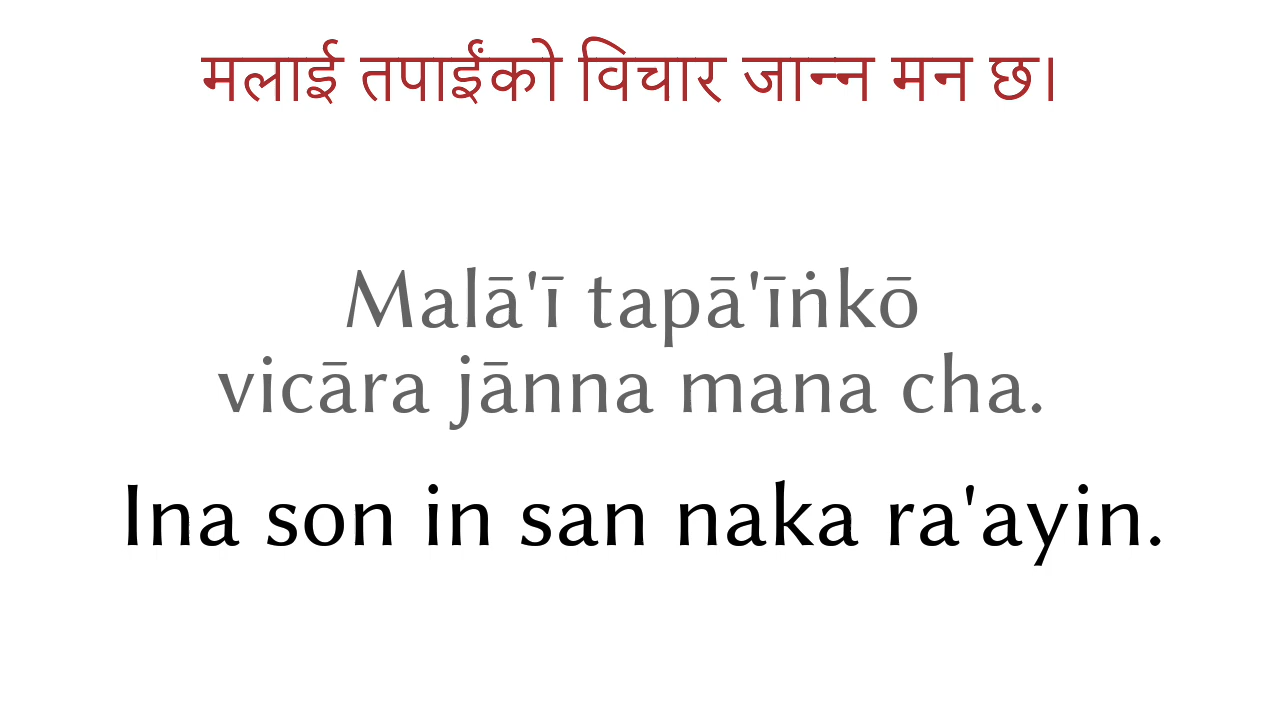 मलाई तपाईंको विचार जान्न मन छ।
Malā'ī tapā'īṅkō
vicāra jānna mana cha.
Ina son in san naka ra'ayin.